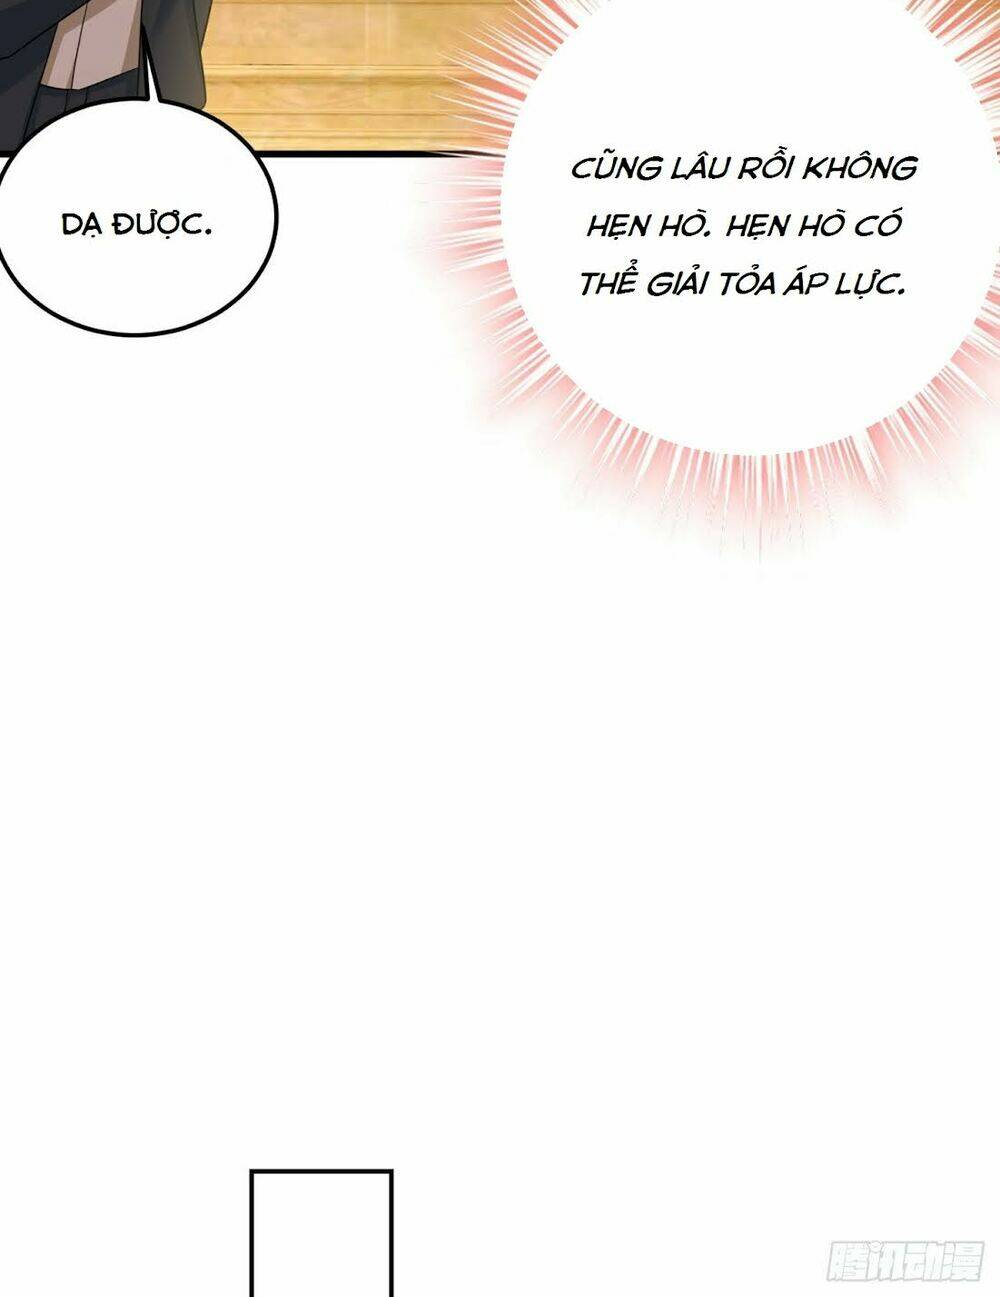 DẠ ĐƯỢC.
CŨNG LÂU RỒI KHÔNG
HẸN HÒ. HẸN HÒ CÓ
THỂ GIẢI TỎA ÁP LỰC.
腾讯动漫